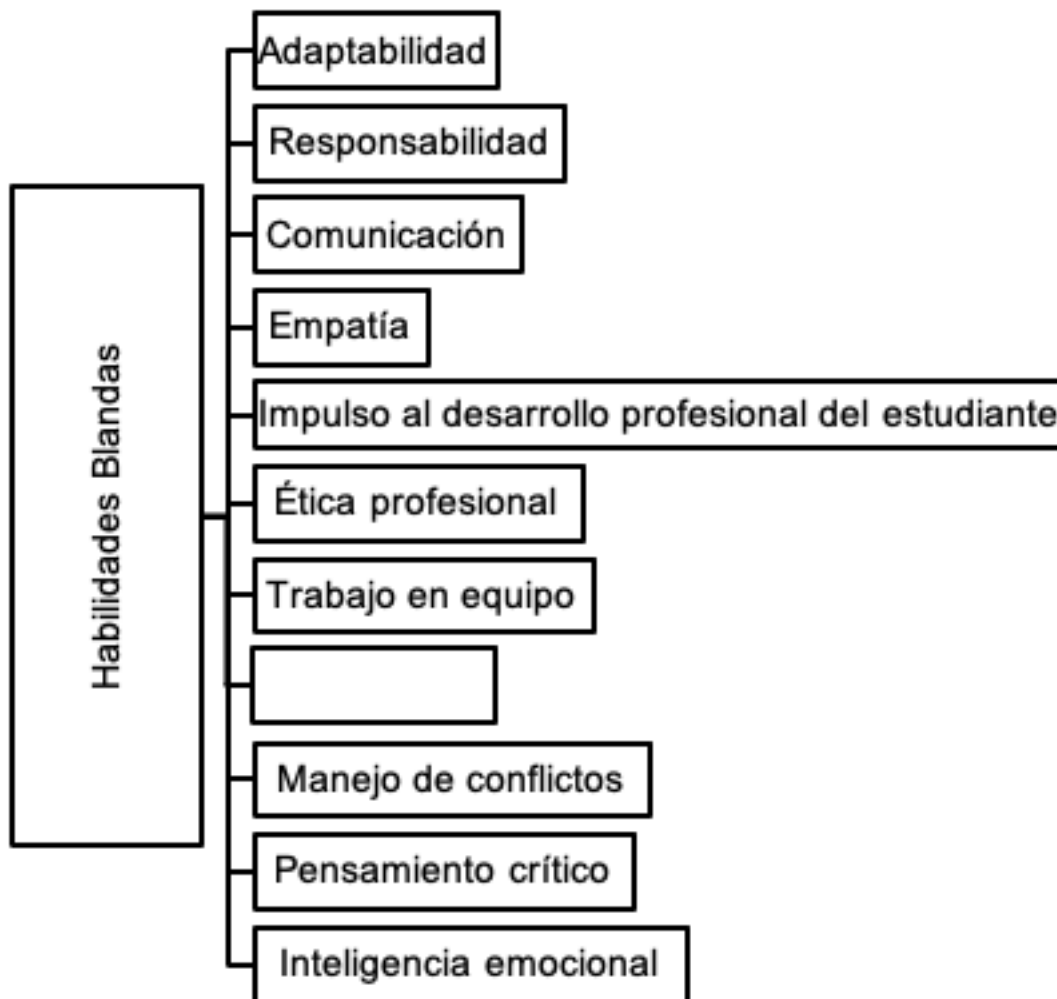 Habilidades Blandas
Adaptabilidad
Responsabilidad
Comunicación
Empatía
Impulso al desarrollo profesional del estudiante
Ética profesional
Trabajo en equipo
Manejo de conflictos
Pensamiento crítico
Inteligencia emocional